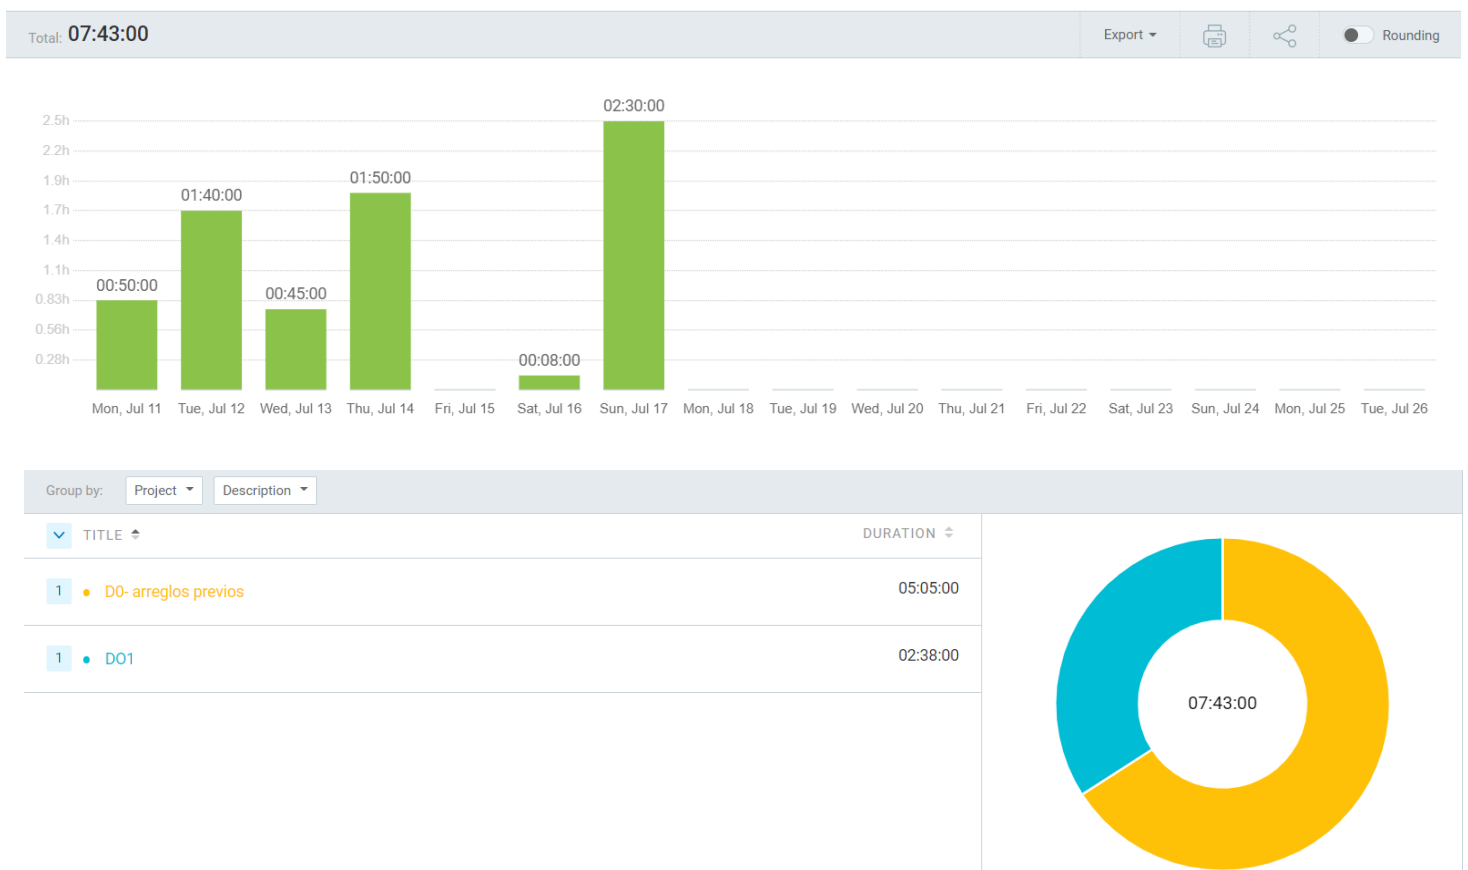 Total: 07:43:00 Export Rounding
02:30:00
2.5h
2.2h
01:50:00
1.9h
01:40:00
1.7h
1.4h
1.1h
00:50:00
00:45:00
0.83h
0.56h
00:08:00
0.28h
Mon, Jul 11 Tue, Jul 12 Wed, Jul 13 Thu, Jul 14 Fri, Jul 15 Sat, Jul 16 Sun, Jul 17 Mon, Jul 18 Tue, Jul 19 Wed, Jul 20 Thu, Jul 21 Fri, Jul 22 Sat, Jul 23 Sun, Jul 24 Mon, Jul 25 Tue, Jul 26
Group by: Project Description
TITLE DURATION
1 D0- arreglos previos 05:05:00
1 DO1 02:38:00
07:43:00